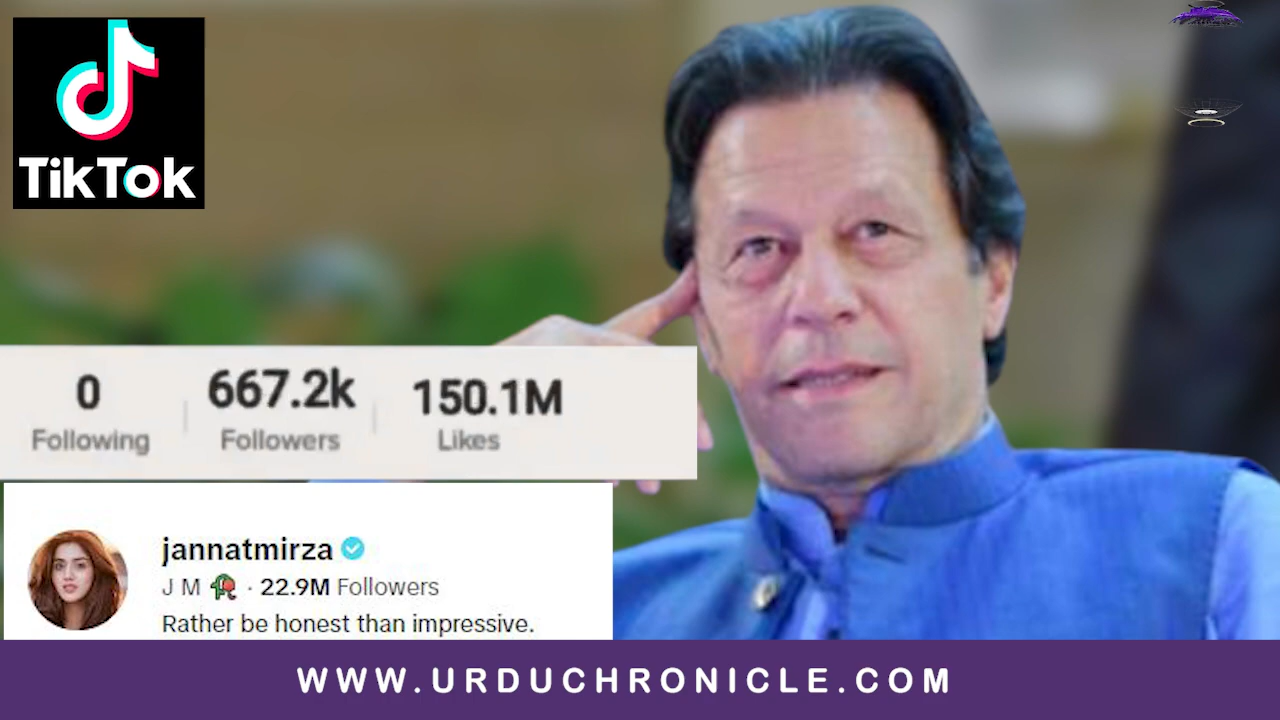 TikTok
0 667.2k 150.1M
Following Followers Likes
jannatmirza
J M 🥀 · 22.9M Followers
Rather be honest than impressive.
WWW.URDUCHRONICLE.COM